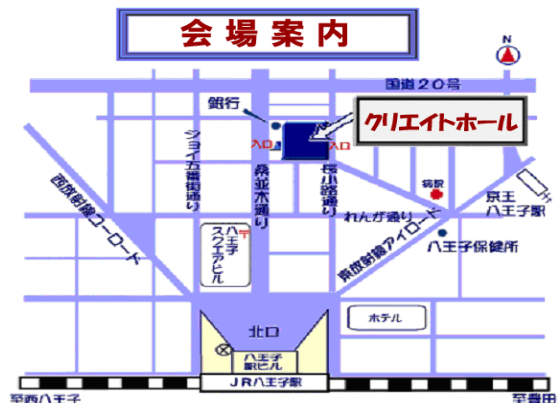 会場案内
N
国道20号
銀行
クリエイトホール
入口
入口
ジョイ五番街通り
桑並木通り
長小路通り
西放射線ユーロード
病院
京王
八王子駅
れんが通り
東放射線アイロード
八王子保健所
八王子
スクエアビル
北口
ホテル
八王子
駅ビル
JR八王子駅
至西八王子
至豊田